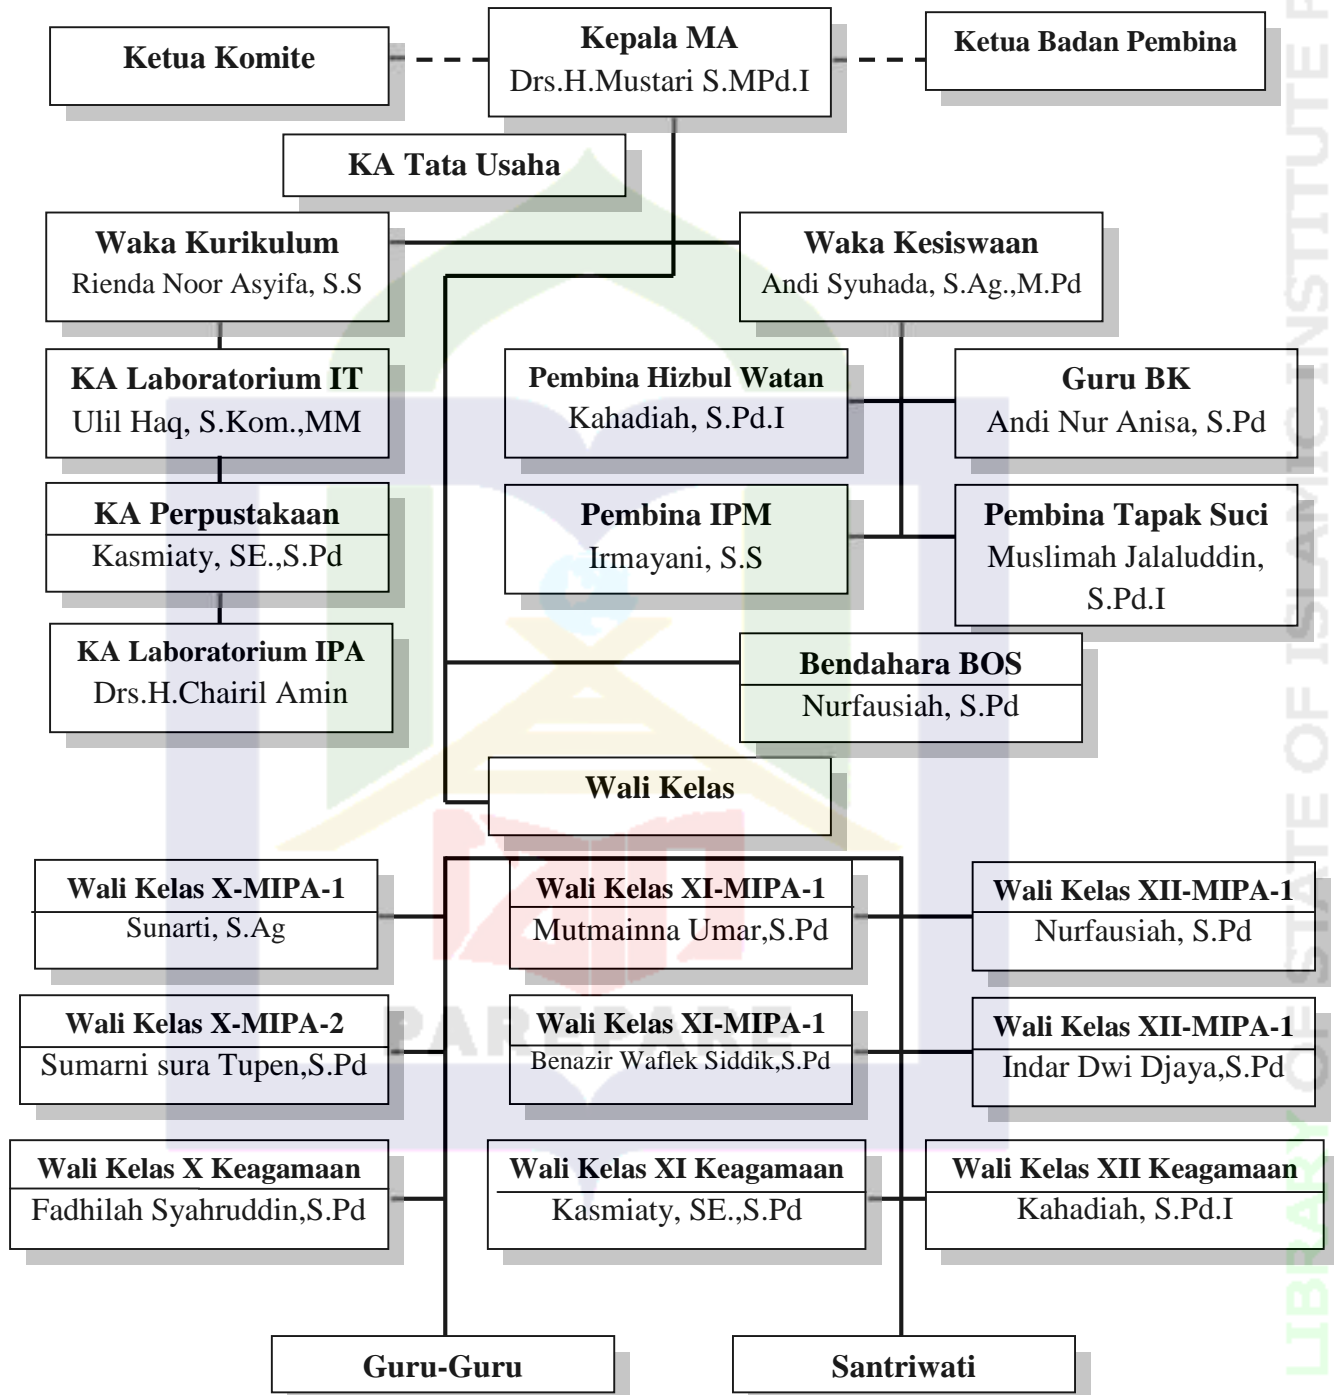 Ketua Komite
Kepala MA
Drs.H.Mustari S.MPd.I
Ketua Badan Pembina
KA Tata Usaha
Waka Kurikulum
Rienda Noor Asyifa, S.S
Waka Kesiswaan
Andi Syuhada, S.Ag.,M.Pd
KA Laboratorium IT
Ulil Haq, S.Kom.,MM
Pembina Hizbul Watan
Kahadiah, S.Pd.I
Guru BK
Andi Nur Anisa, S.Pd
KA Perpustakaan
Kasmiaty, SE.,S.Pd
Pembina IPM
Irmayani, S.S
Pembina Tapak Suci
Muslimah Jalaluddin,
S.Pd.I
KA Laboratorium IPA
Drs.H.Chairil Amin
Bendahara BOS
Nurfausiah, S.Pd
Wali Kelas
Wali Kelas X-MIPA-1
Sunarti, S.Ag
Wali Kelas XI-MIPA-1
Mutmainna Umar,S.Pd
Wali Kelas XII-MIPA-1
Nurfausiah, S.Pd
Wali Kelas X-MIPA-2
Sumarni sura Tupen,S.Pd
Wali Kelas XI-MIPA-1
Benazir Waflek Siddik,S.Pd
Wali Kelas XII-MIPA-1
Indar Dwi Djaya,S.Pd
PAREPARE
Wali Kelas X Keagamaan
Fadhilah Syahruddin,S.Pd
Wali Kelas XI Keagamaan
Kasmiaty, SE.,S.Pd
Wali Kelas XII Keagamaan
Kahadiah, S.Pd.I
Guru-Guru
Santriwati
LIBRARY OF STATE OF ISLAMIC INSTITUTE